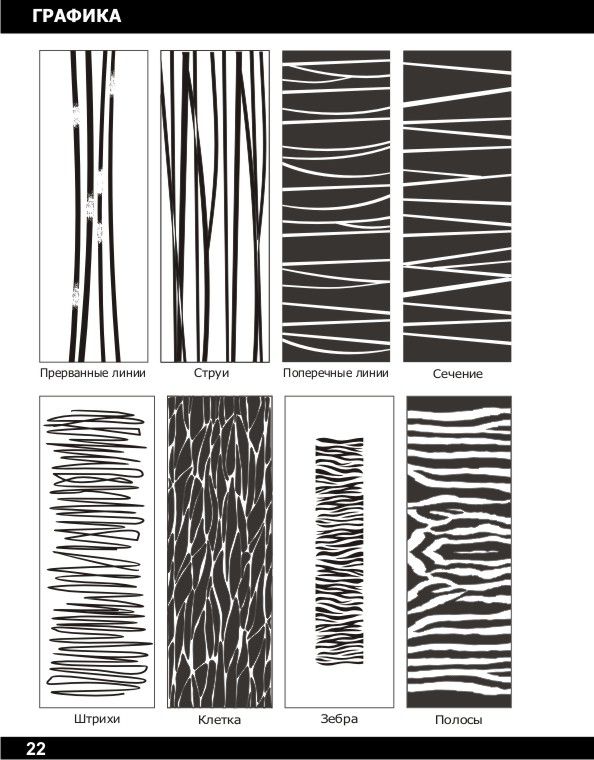 ГРАФИКА
Прерванные линии
Струи
Поперечные линии
Сечение
Штрихи
Клетка
Зебра
Полосы
22